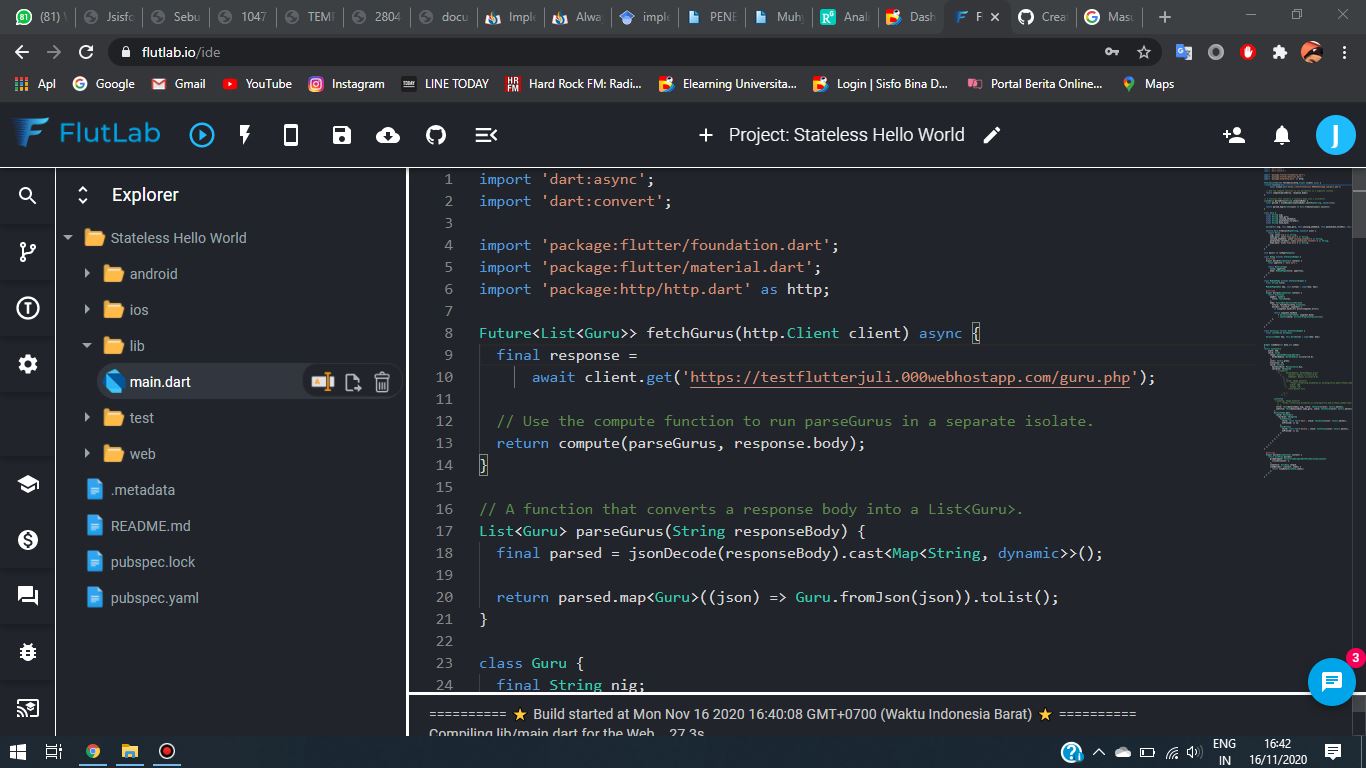 (81) V
Jsisfo
Sebu
1047
TEMI
2804
docu
Imple
Alwa
imple
PENE
Muhy
Anali
Dash
F
Crea
Masu
flutlab.io/ide
Apl
Google
Gmail
YouTube
Instagram
LINE TODAY
Hard Rock FM: Radi...
Elearning Universita...
Login | Sisfo Bina D...
Portal Berita Online...
Maps
FlutLab
Project: Stateless Hello World
J
Explorer
Stateless Hello World
android
ios
lib
main.dart
test
web
.metadata
README.md
pubspec.lock
pubspec.yaml
1 import 'dart:async';
2 import 'dart:convert';
3
4 import 'package:flutter/foundation.dart';
5 import 'package:flutter/material.dart';
6 import 'package:http/http.dart' as http;
7
8 Future<List<Guru>> fetchGurus(http.Client client) async {
9 final response =
10 await client.get('https://testflutterjuli.000webhostapp.com/guru.php');
11
12 // Use the compute function to run parseGurus in a separate isolate.
13 return compute(parseGurus, response.body);
14 }
15
16 // A function that converts a response body into a List<Guru>.
17 List<Guru> parseGurus(String responseBody) {
18 final parsed = jsonDecode(responseBody).cast<Map<String, dynamic>>();
19
20 return parsed.map<Guru>((json) => Guru.fromJson(json)).toList();
21 }
22
23 class Guru {
24 final String nig;
3
========== ⭐ Build started at Mon Nov 16 2020 16:40:08 GMT+0700 (Waktu Indonesia Barat) ⭐ ==========
Compiling lib/main.dart for the Web... 27.3s
ENG
IN
16:42
16/11/2020